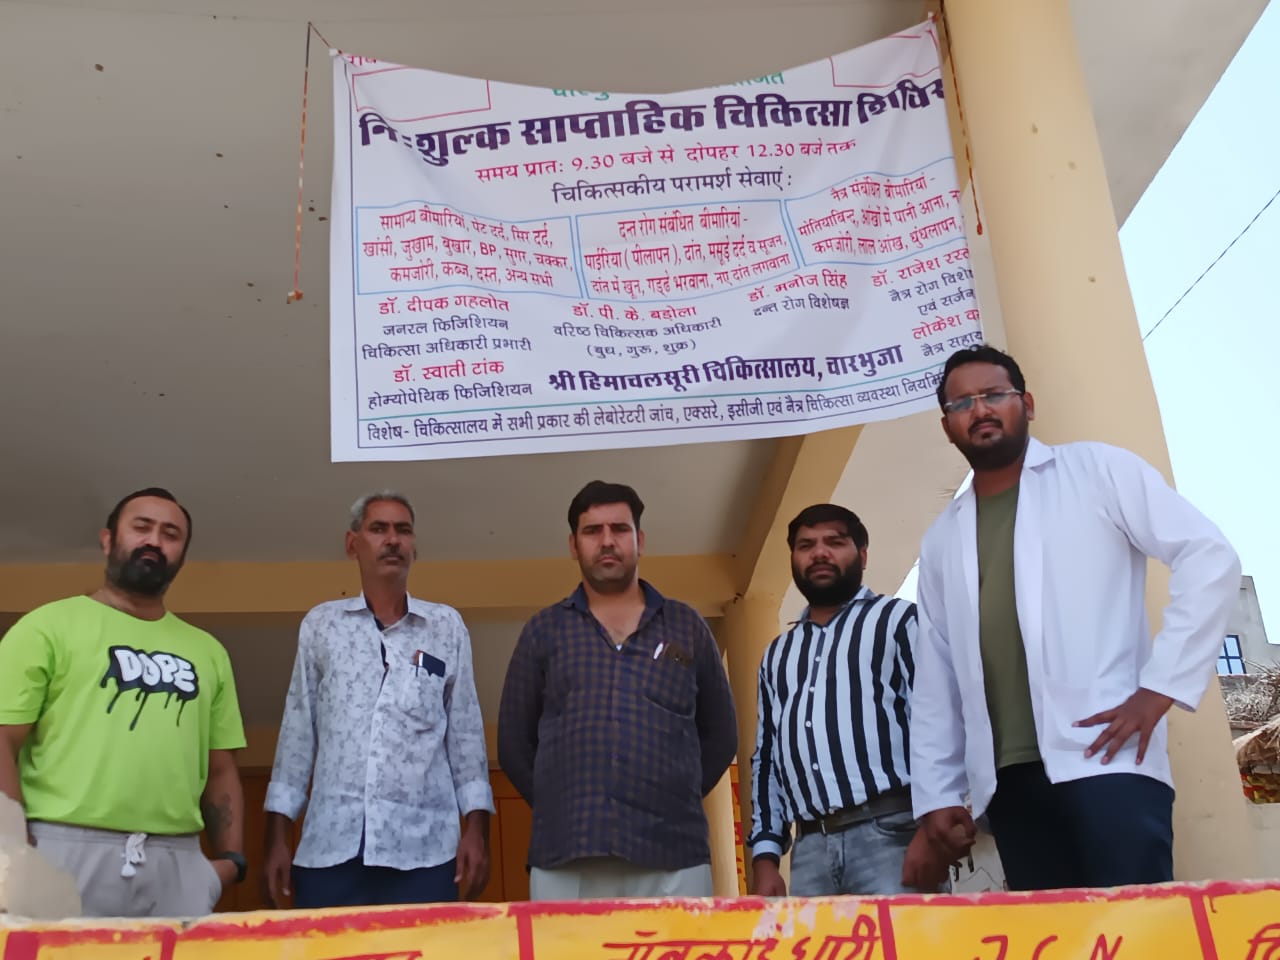 निःशुल्क साप्ताहिक चिकित्सा शिविर
समय प्रातः 9.30 बजे से दोपहर 12.30 बजे तक
चिकित्सकीय परामर्श सेवाएं :
सामान्य बीमारियां, पेट दर्द, सिर दर्द,
खांसी, जुखाम, बुखार, BP, सुगर, चक्कर,
कमजोरी, कब्ज, दस्त, अन्य सभी
दन्त रोग संबंधित बीमारियां -
पाईरिया ( पीलापन ), दांत, मसूड़े दर्द व सूजन,
दांत में खून, गड्ढे भरवाना, नए दांत लगवाना
नैत्र संबंधित बीमारियां -
मोतियाबिन्द, आंखों में पानी आना,
कमजोरी, लाल आंख, धुंधलापन,
डॉ. दीपक गहलोत
जनरल फिजिशियन
चिकित्सा अधिकारी प्रभारी
डॉ. स्वाती टांक
होम्योपेथिक फिजिशियन
डॉ. पी. के. बड़ोला
वरिष्ठ चिकित्सक अधिकारी
(बुध, गुरू, शुक्र)
डॉ. मनोज सिंह
दन्त रोग विशेषज्ञ
डॉ. राजेश
नैत्र रोग
एवं सर्जन
लोकेश
नैत्र
श्री हिमाचलसूरी चिकित्सालय, चारभुजा
विशेष- चिकित्सालय में सभी प्रकार की लेबोरेटरी जांच, एक्सरे, इसीजी एवं नैत्र चिकित्सा व्यवस्था
DOPE